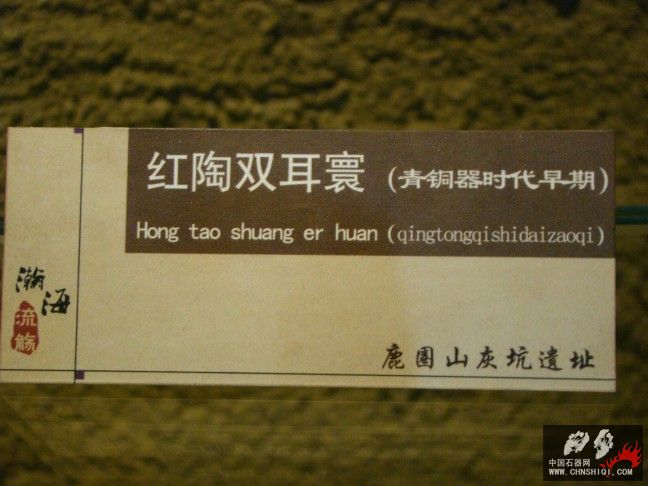 红陶双耳寰（青铜器时代早期）
Hong tao shuang er huan（qingtongqishidaizaoqi）
瀚海
流觞
鹿圈山灰坑遺址
中国石器网
WWW.CHNSHIQI.COM